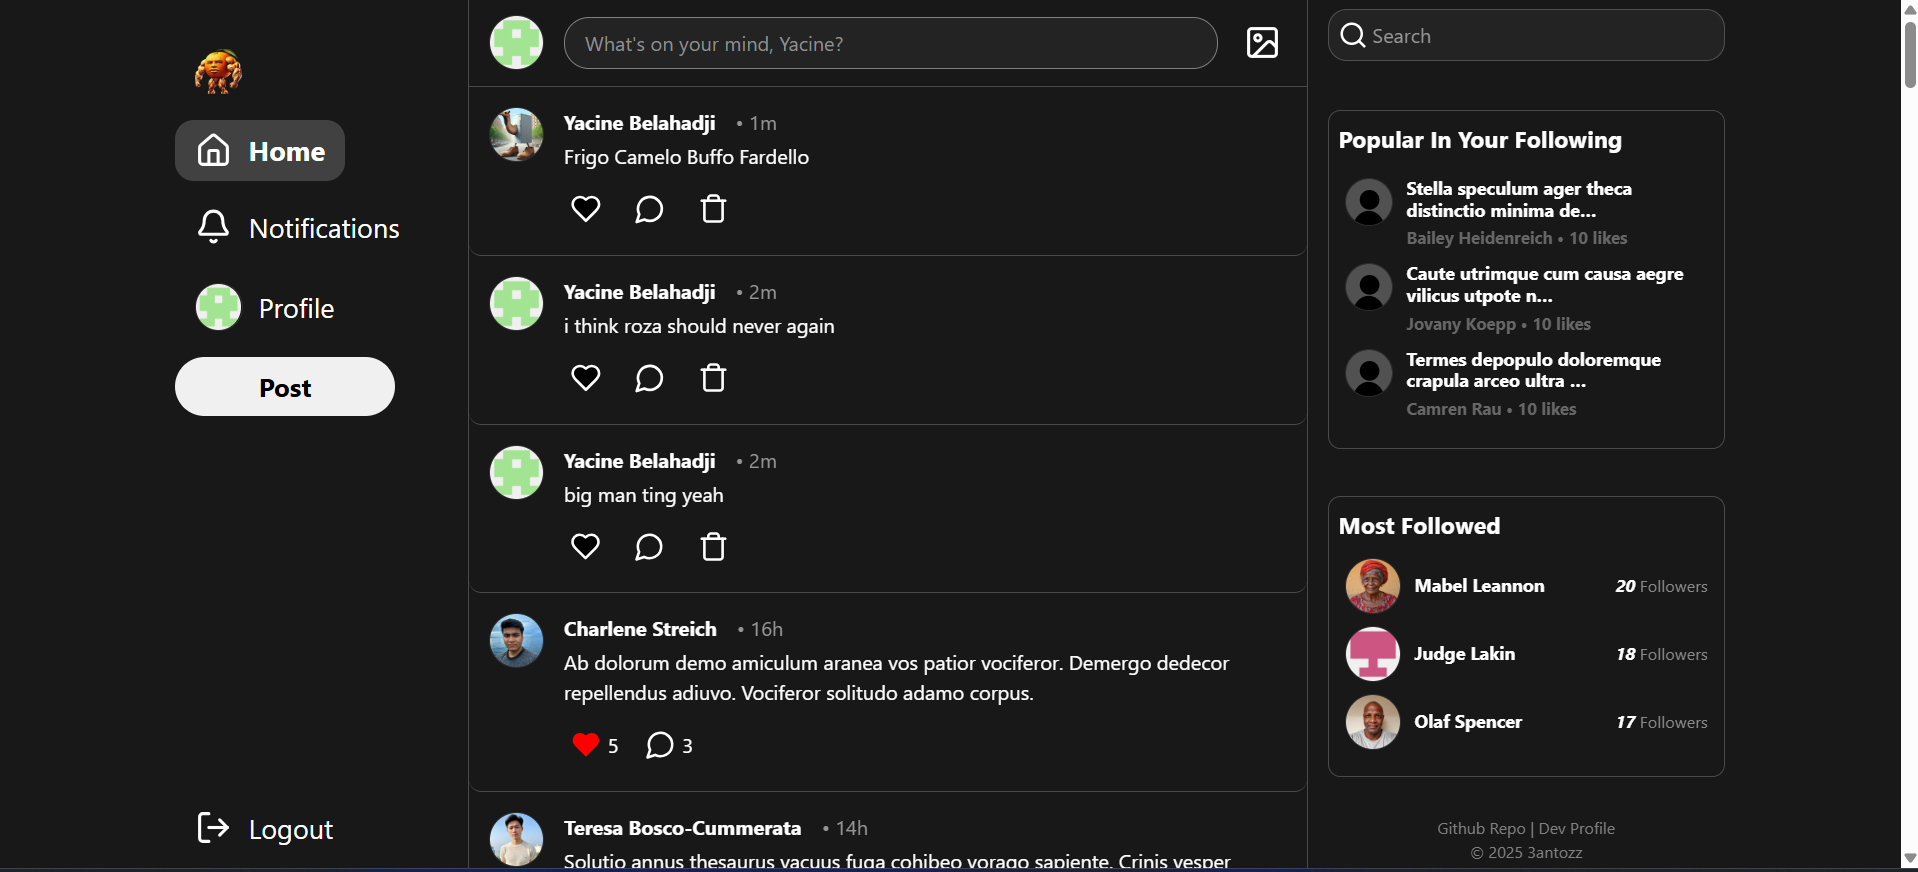 Home
Notifications
Profile
Post
Logout
What's on your mind, Yacine?
Yacine Belahadji • 1m
Frigo Camelo Buffo Fardello
Yacine Belahadji • 2m
i think roza should never again
Yacine Belahadji • 2m
big man ting yeah
Charlene Streich • 16h
Ab dolorum demo amiculum aranea vos patior vociferor. Demergo dedecor
repellendus adiuvo. Vociferor solitudo adamo corpus.
5 3
Teresa Bosco-Cummerata • 14h
Solutio annus thesaurus vacuus fuga cohibeo vorago sapiente. Crinis vesper
Search
Popular In Your Following
Stella speculum ager theca
distinctio minima de...
Bailey Heidenreich • 10 likes
Caute utrimque cum causa aegre
vilicus utpote n...
Jovany Koepp • 10 likes
Termes depopulo doloremque
crapula arceo ultra ...
Camren Rau • 10 likes
Most Followed
Mabel Leannon 20 Followers
Judge Lakin 18 Followers
Olaf Spencer 17 Followers
Github Repo | Dev Profile
© 2025 3antozz